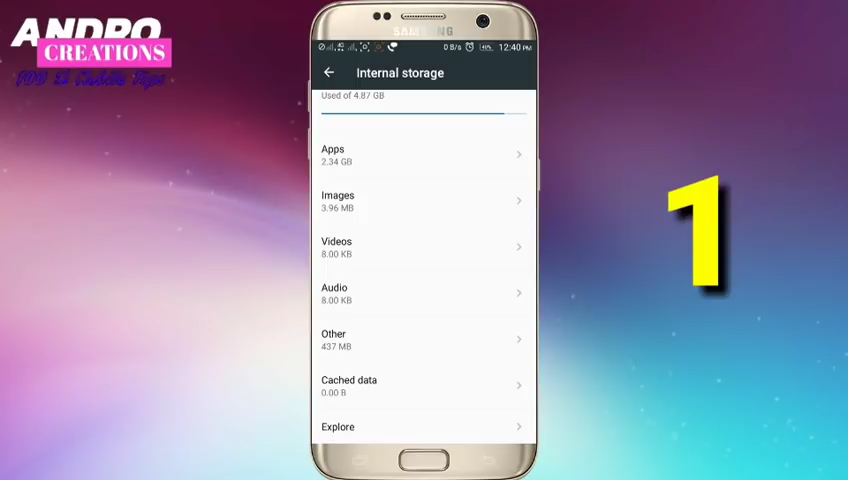 ANDRO
CREATIONS
SAMSUNG
0 B/s 40% 12:40 PM
Internal storage
Used of 4.87 GB
Apps
2.34 GB
Images
3.96 MB
Videos
8.00 KB
Audio
8.00 KB
Other
437 MB
Cached data
0.00 B
Explore
1